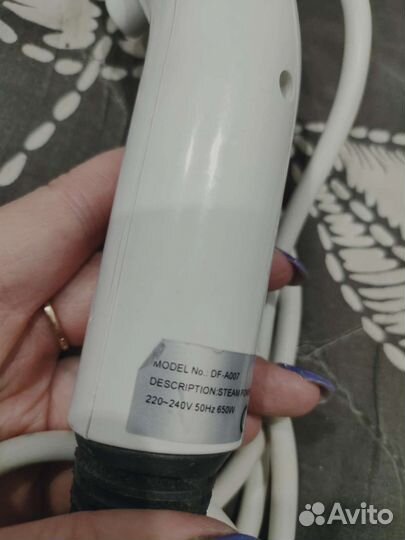 MODEL No.: DF-A007
DESCRIPTION:STEAM
220~240V 50Hz 650W
Avito